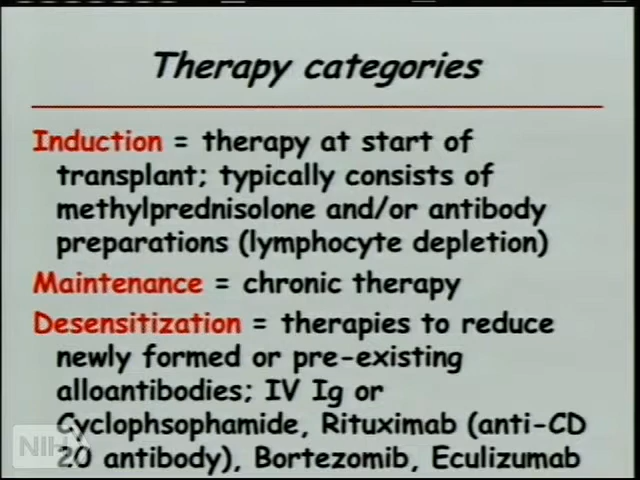 Therapy categories
Induction = therapy at start of
transplant; typically consists of
methylprednisolone and/or antibody
preparations (lymphocyte depletion)
Maintenance = chronic therapy
Desensitization = therapies to reduce
newly formed or pre-existing
alloantibodies; IV Ig or
Cyclophsophamide, Rituximab (anti-CD
20 antibody), Bortezomib, Eculizumab
NIH